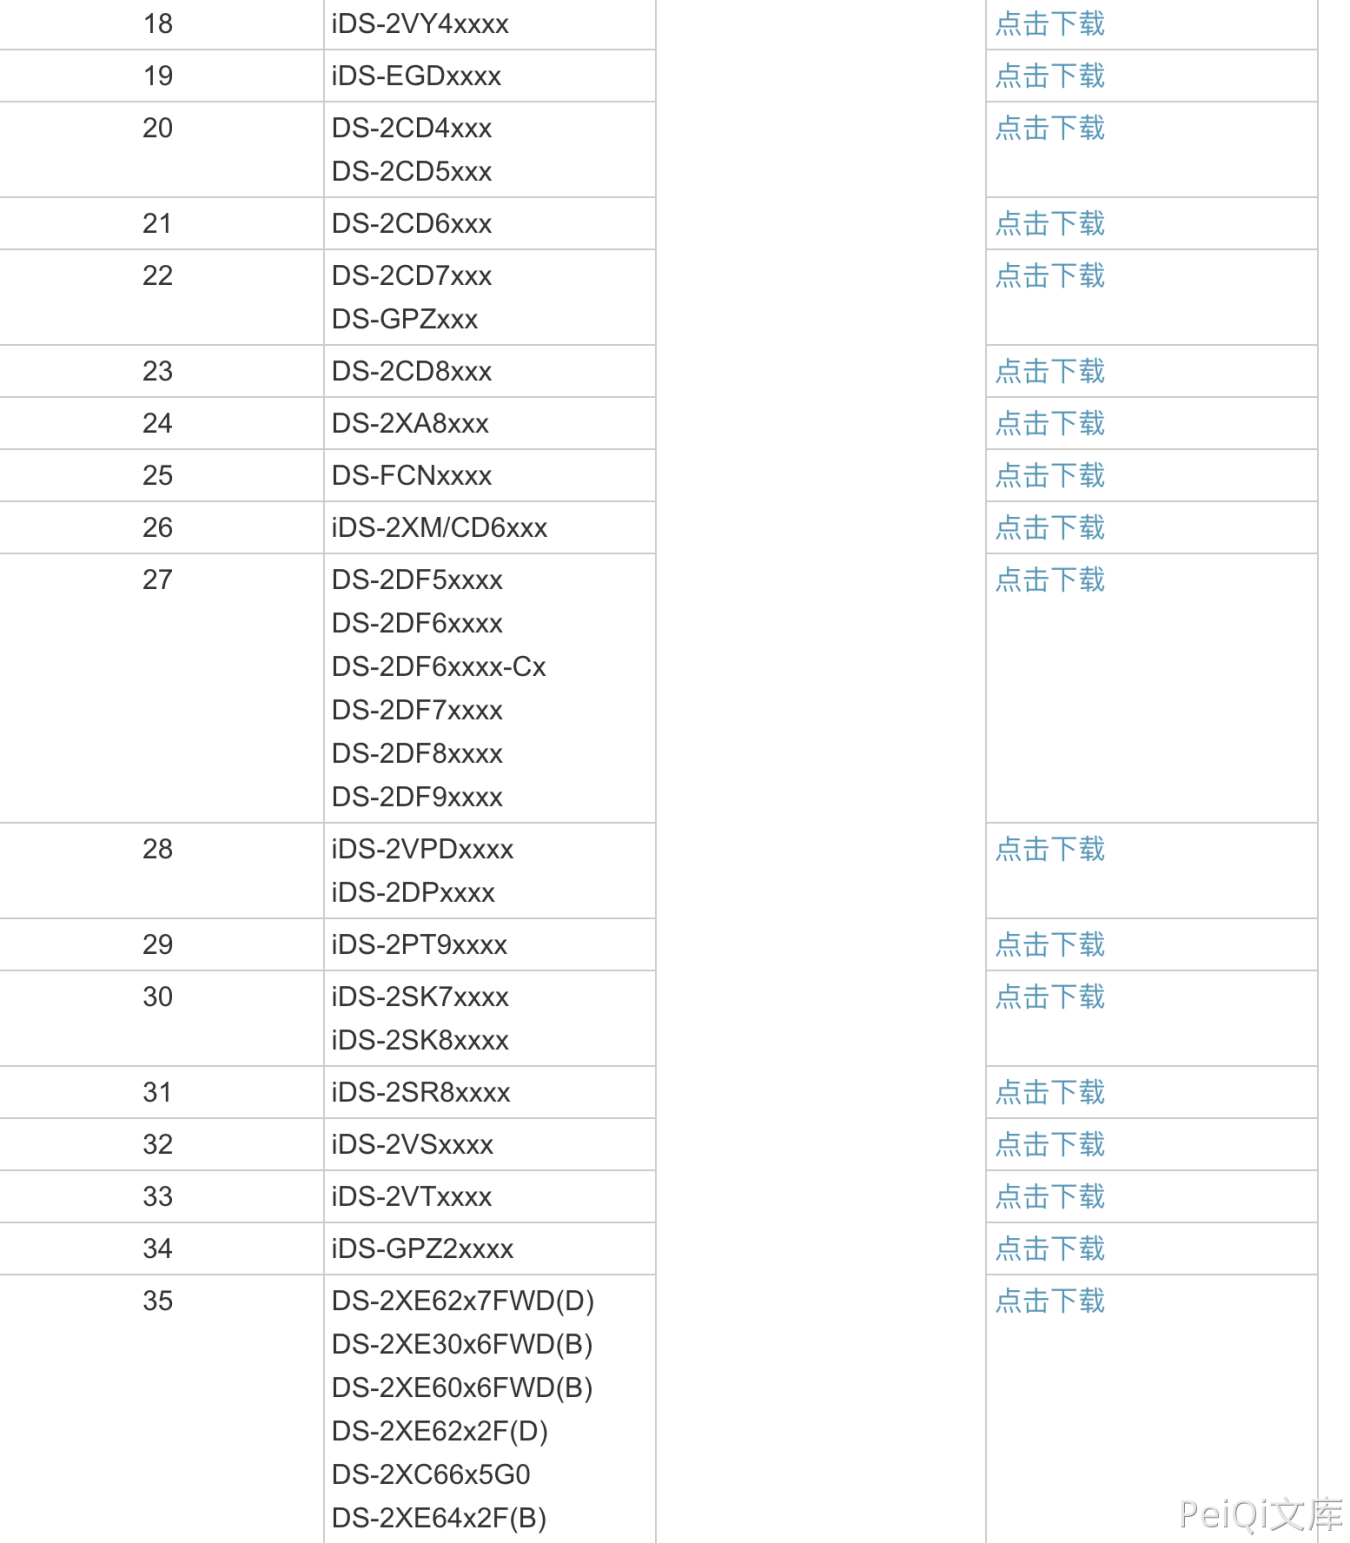 18 iDS-2VY4xxxx 点击下载
19 iDS-EGDxxxx 点击下载
20 DS-2CD4xxx 点击下载
DS-2CD5xxx
21 DS-2CD6xxx 点击下载
22 DS-2CD7xxx 点击下载
DS-GPZxxx
23 DS-2CD8xxx 点击下载
24 DS-2XA8xxx 点击下载
25 DS-FCNxxxx 点击下载
26 iDS-2XM/CD6xxx 点击下载
27 DS-2DF5xxxx 点击下载
DS-2DF6xxxx
DS-2DF6xxxx-Cx
DS-2DF7xxxx
DS-2DF8xxxx
DS-2DF9xxxx
28 iDS-2VPDxxxx 点击下载
iDS-2DPxxxx
29 iDS-2PT9xxxx 点击下载
30 iDS-2SK7xxxx 点击下载
iDS-2SK8xxxx
31 iDS-2SR8xxxx 点击下载
32 iDS-2VSxxxx 点击下载
33 iDS-2VTxxxx 点击下载
34 iDS-GPZ2xxxx 点击下载
35 DS-2XE62x7FWD(D) 点击下载
DS-2XE30x6FWD(B)
DS-2XE60x6FWD(B)
DS-2XE62x2F(D)
DS-2XC66x5G0
DS-2XE64x2F(B)
PeiQi文库